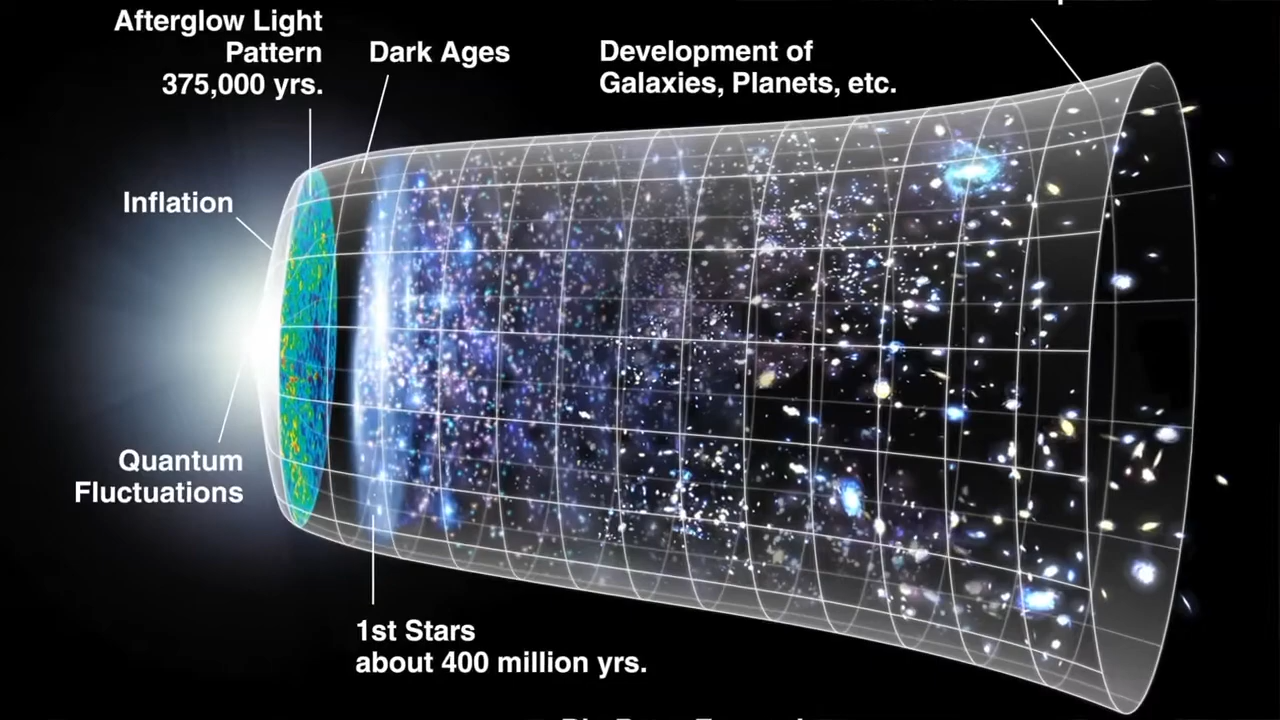 Afterglow Light
Pattern
375,000 yrs.
Dark Ages
Development of
Galaxies, Planets, etc.
Inflation
Quantum
Fluctuations
1st Stars
about 400 million yrs.